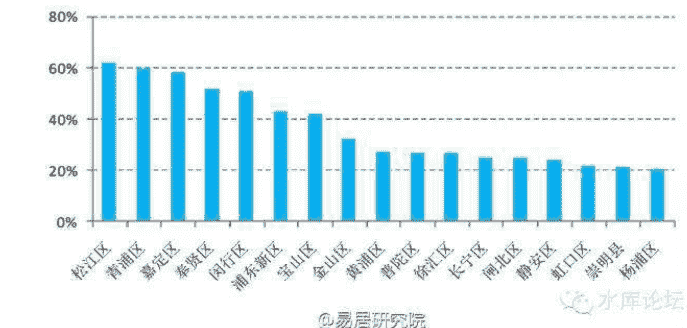 80%
60%
40%
20%
0%
松江区
青浦区
嘉定区
奉贤区
闵行区
浦东新区
宝山区
金山区
黄浦区
普陀区
徐汇区
长宁区
闸北区
静安区
虹口区
崇明县
杨浦区
@易居研究院
水库论坛